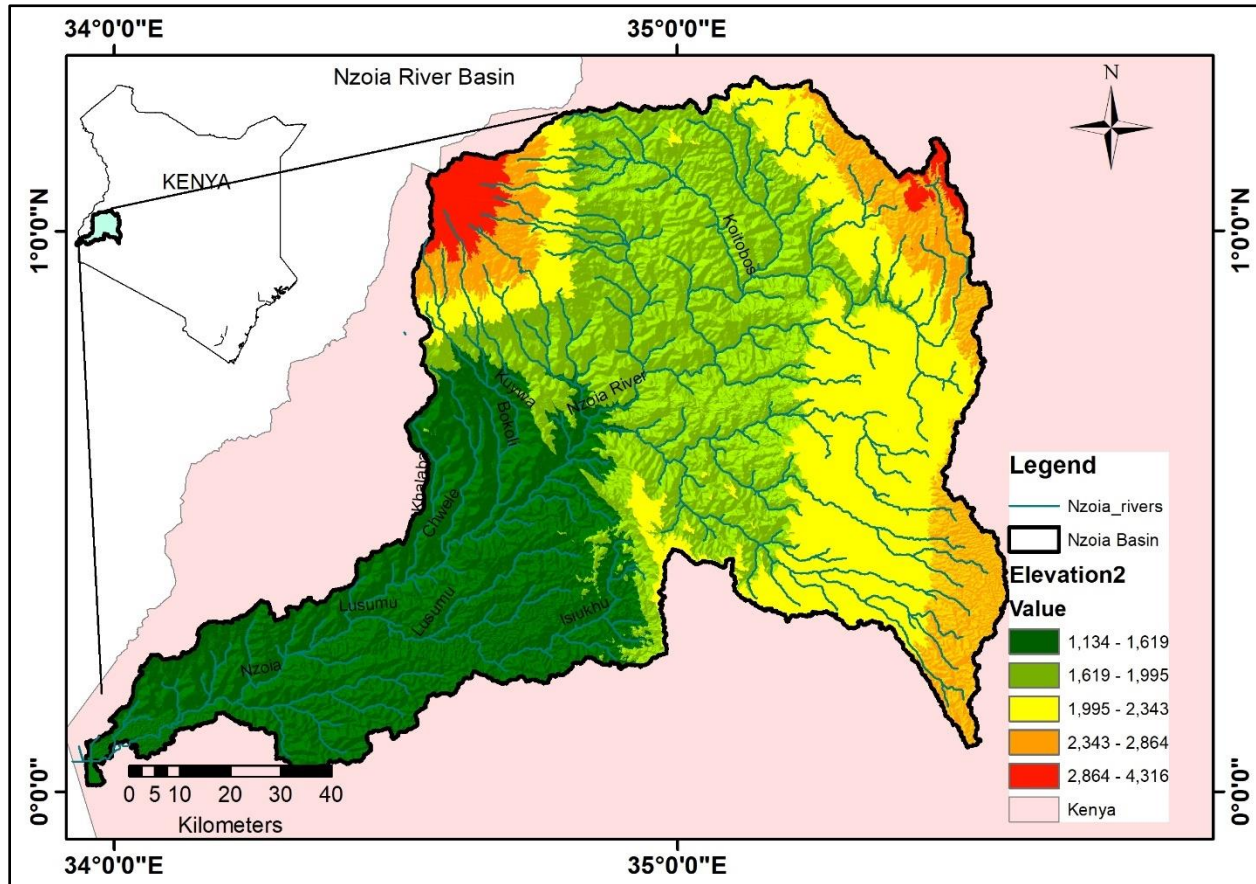 34°0'0"E
35°0'0"E
Nzoia River Basin
N
KENYA
1°0'0"N
1°0'0"N
Koitobos
Kuywa
Nzoia River
Bokoli
Khalaba
Chwele
Lusumu
Lusumu
Isiukhu
Nzoia
Legend
Nzoia_rivers
Nzoia Basin
Elevation2
Value
1,134 - 1,619
1,619 - 1,995
1,995 - 2,343
2,343 - 2,864
2,864 - 4,316
Kenya
0 5 10 20 30 40
Kilometers
0°0'0"
0°0'0"
34°0'0"E
35°0'0"E